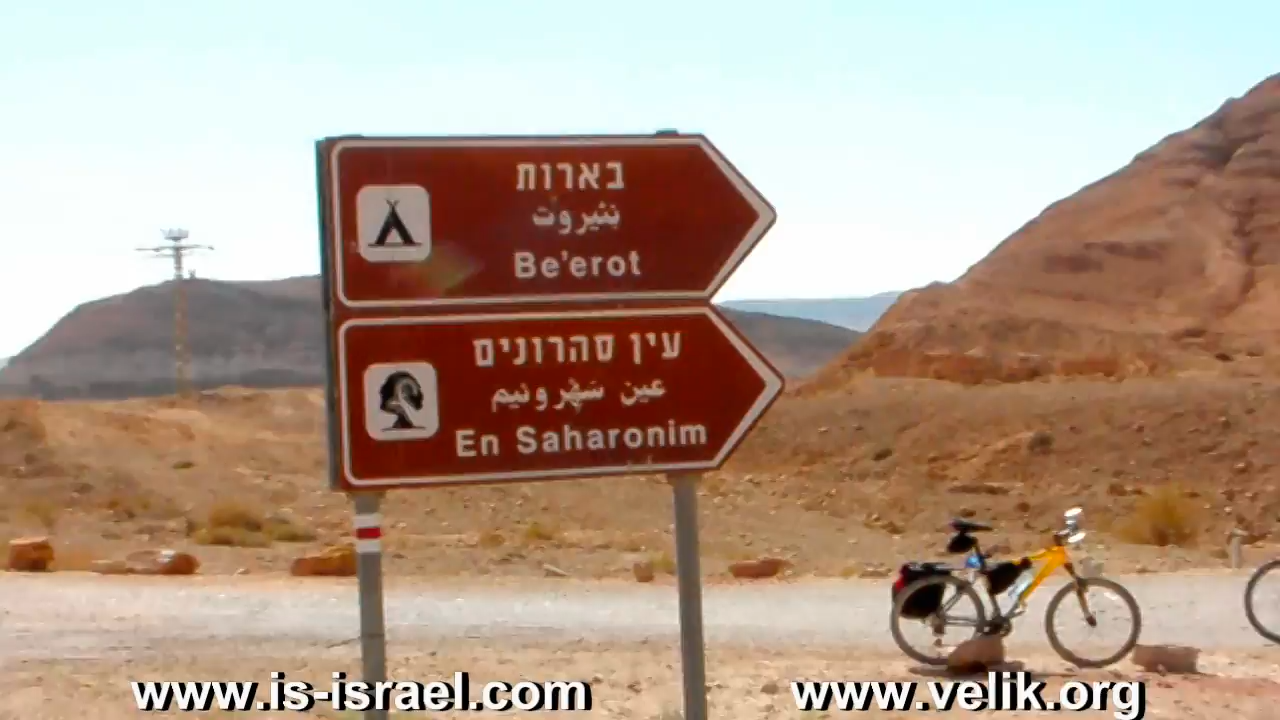 בארות
بئيروت
Be'erot
עין סהרונים
عين سهرونيم
En Saharonim
www.is-israel.com
www.velik.org